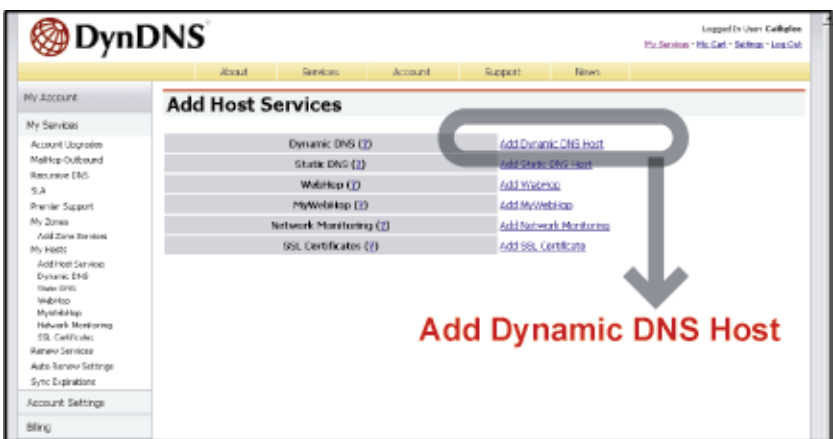 DynDNS
Logged In User: Cathplee
My Services - My Cart - Settings - Log Out
About Services Account Support News
My Account
My Services
Account Upgrades
MailHop Outbound
Recursive DNS
SLA
Premier Support
My Zones
Add Zone Services
My Hosts
Add Host Services
Dynamic DNS
Static DNS
WebHop
MyWebHop
Network Monitoring
SSL Certificates
Renew Services
Auto Renew Settings
Sync Expirations
Account Settings
Billing
Add Host Services
Dynamic DNS (?) Add Dynamic DNS Host
Static DNS (?) Add Static DNS Host
WebHop (?) Add WebHop
MyWebHop (?) Add MyWebHop
Network Monitoring (?) Add Network Monitoring
SSL Certificates (?) Add SSL Certificate
Add Dynamic DNS Host